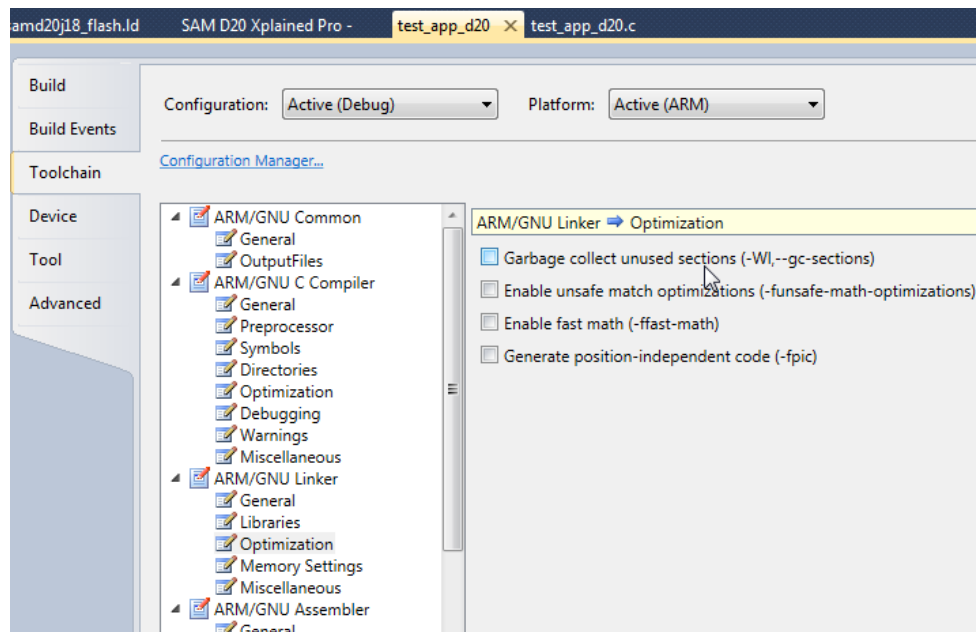 samd20j18_flash.ld SAM D20 Xplained Pro - test_app_d20 test_app_d20.c
Build
Build Events
Toolchain
Device
Tool
Advanced
Configuration: Active (Debug) Platform: Active (ARM)
Configuration Manager...
ARM/GNU Common
General
OutputFiles
ARM/GNU C Compiler
General
Preprocessor
Symbols
Directories
Optimization
Debugging
Warnings
Miscellaneous
ARM/GNU Linker
General
Libraries
Optimization
Memory Settings
Miscellaneous
ARM/GNU Assembler
General
ARM/GNU Linker Optimization
Garbage collect unused sections (-Wl,--gc-sections)
Enable unsafe match optimizations (-funsafe-math-optimizations)
Enable fast math (-ffast-math)
Generate position-independent code (-fpic)